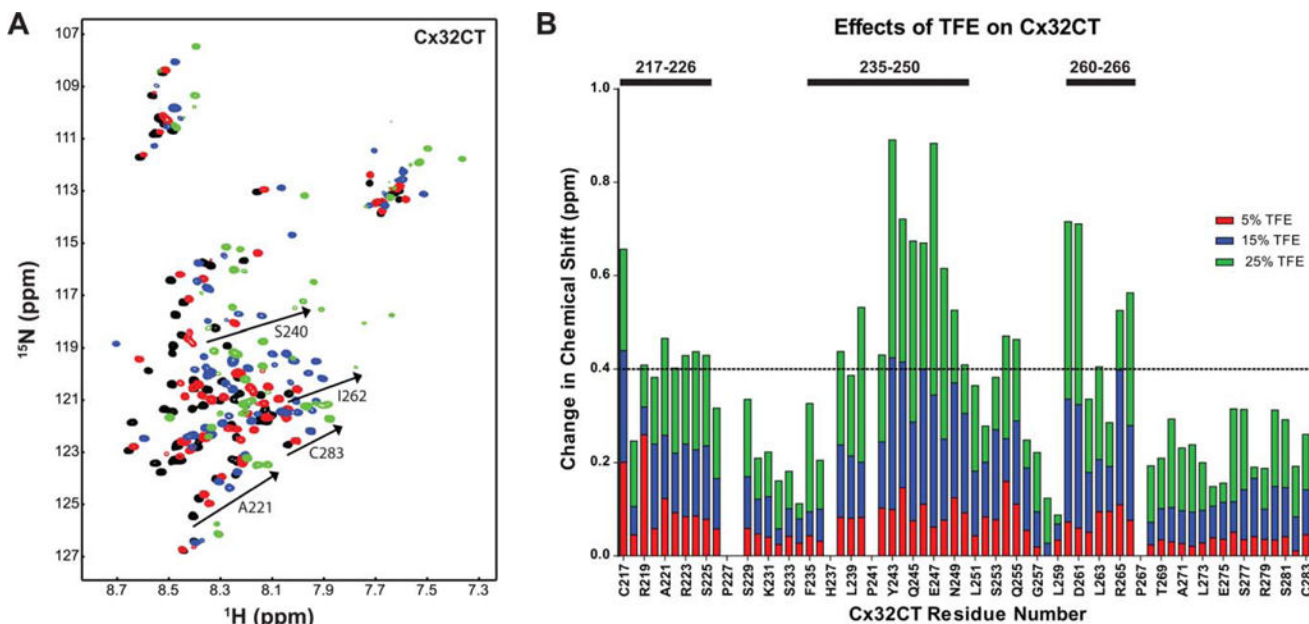 A
Cx32CT
107
109
111
113
115
117
119
121
123
125
127
¹⁵N (ppm)
S240
I262
C283
A221
8.7 8.5 8.3 8.1 7.9 7.7 7.5 7.3
¹H (ppm)
B
Effects of TFE on Cx32CT
217-226 235-250 260-266
1.0
0.8
0.6
0.4
0.2
0.0
Change in Chemical Shift (ppm)
5% TFE
15% TFE
25% TFE
C217 R219 A221 R223 S225 P227 S229 K231 S233 F235 H237 L239 P241 Y243 Q245 E247 N249 L251 S253 Q255 G257 L259 D261 L263 R265 P267 T269 A271 L273 E275 S277 R279 S281 C283
Cx32CT Residue Number